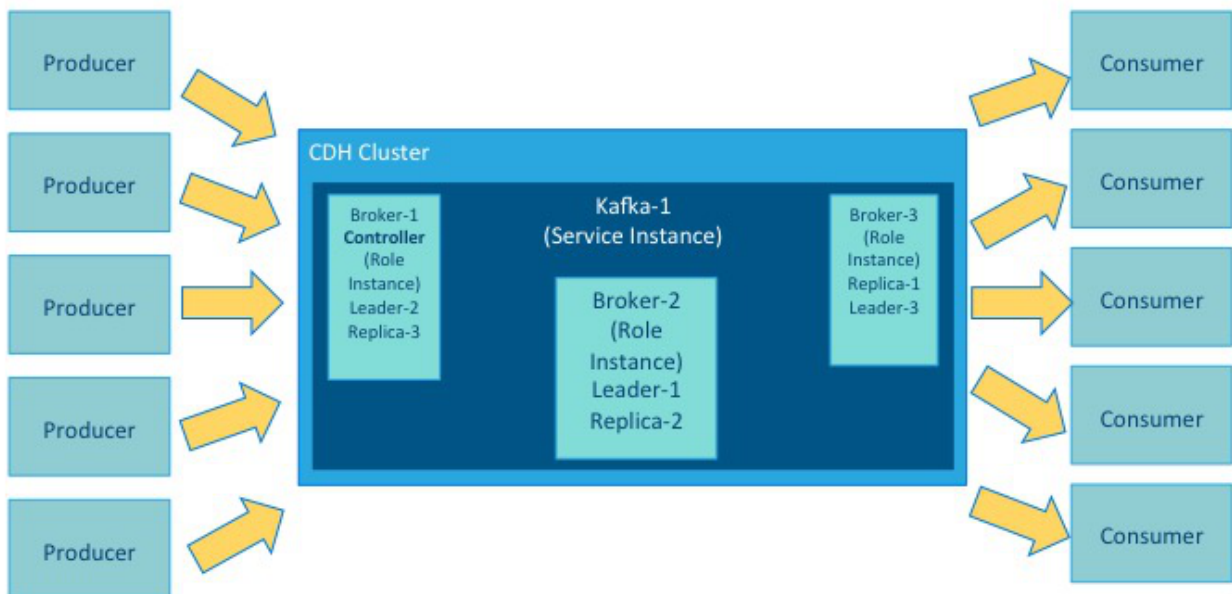 Producer
Producer
Producer
Producer
Producer
CDH Cluster
Broker-1
Controller
(Role
Instance)
Leader-2
Replica-3
Kafka-1
(Service Instance)
Broker-2
(Role
Instance)
Leader-1
Replica-2
Broker-3
(Role
Instance)
Replica-1
Leader-3
Consumer
Consumer
Consumer
Consumer
Consumer